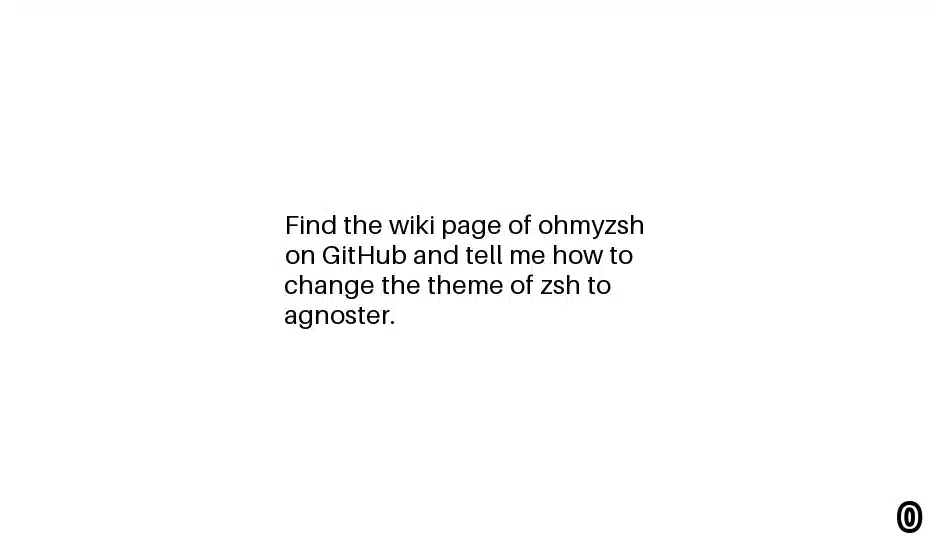 Find the wiki page of ohmyzsh
on GitHub and tell me how to
change the theme of zsh to
agnoster.
0